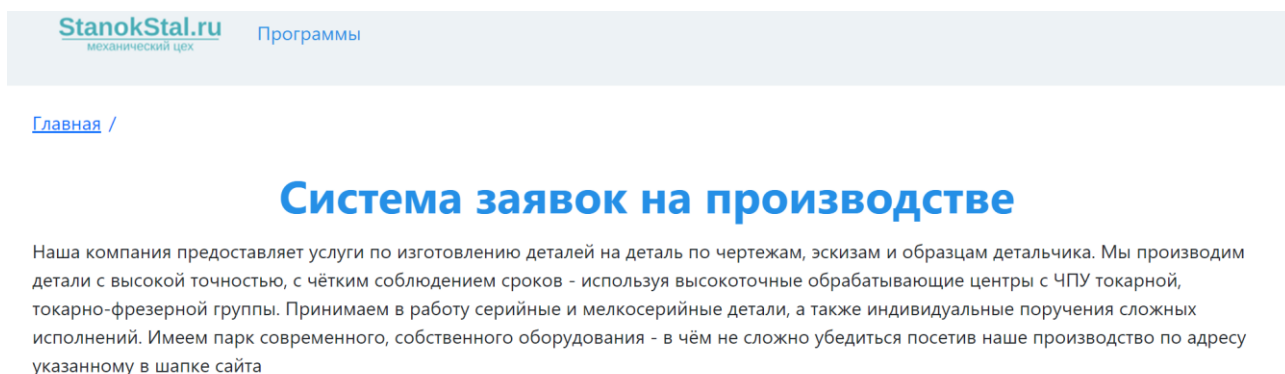 StanokStal.ru
механический цех
Программы
Главная /
Система заявок на производстве
Наша компания предоставляет услуги по изготовлению деталей на деталь по чертежам, эскизам и образцам детальчика. Мы производим
детали с высокой точностью, с чётким соблюдением сроков - используя высокоточные обрабатывающие центры с ЧПУ токарной,
токарно-фрезерной группы. Принимаем в работу серийные и мелкосерийные детали, а также индивидуальные поручения сложных
исполнений. Имеем парк современного, собственного оборудования - в чём не сложно убедиться посетив наше производство по адресу
указанному в шапке сайта